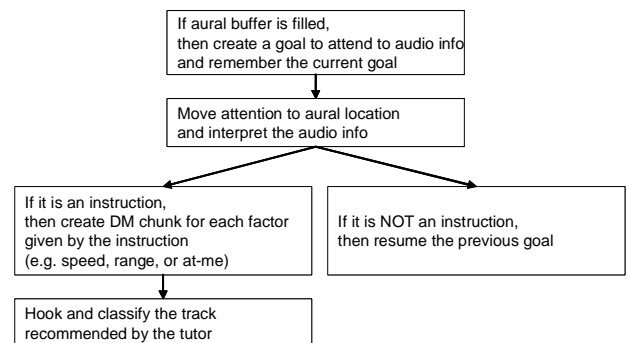 If aural buffer is filled,
then create a goal to attend to audio info
and remember the current goal
Move attention to aural location
and interpret the audio info
If it is an instruction,
then create DM chunk for each factor
given by the instruction
(e.g. speed, range, or at-me)
If it is NOT an instruction,
then resume the previous goal
Hook and classify the track
recommended by the tutor